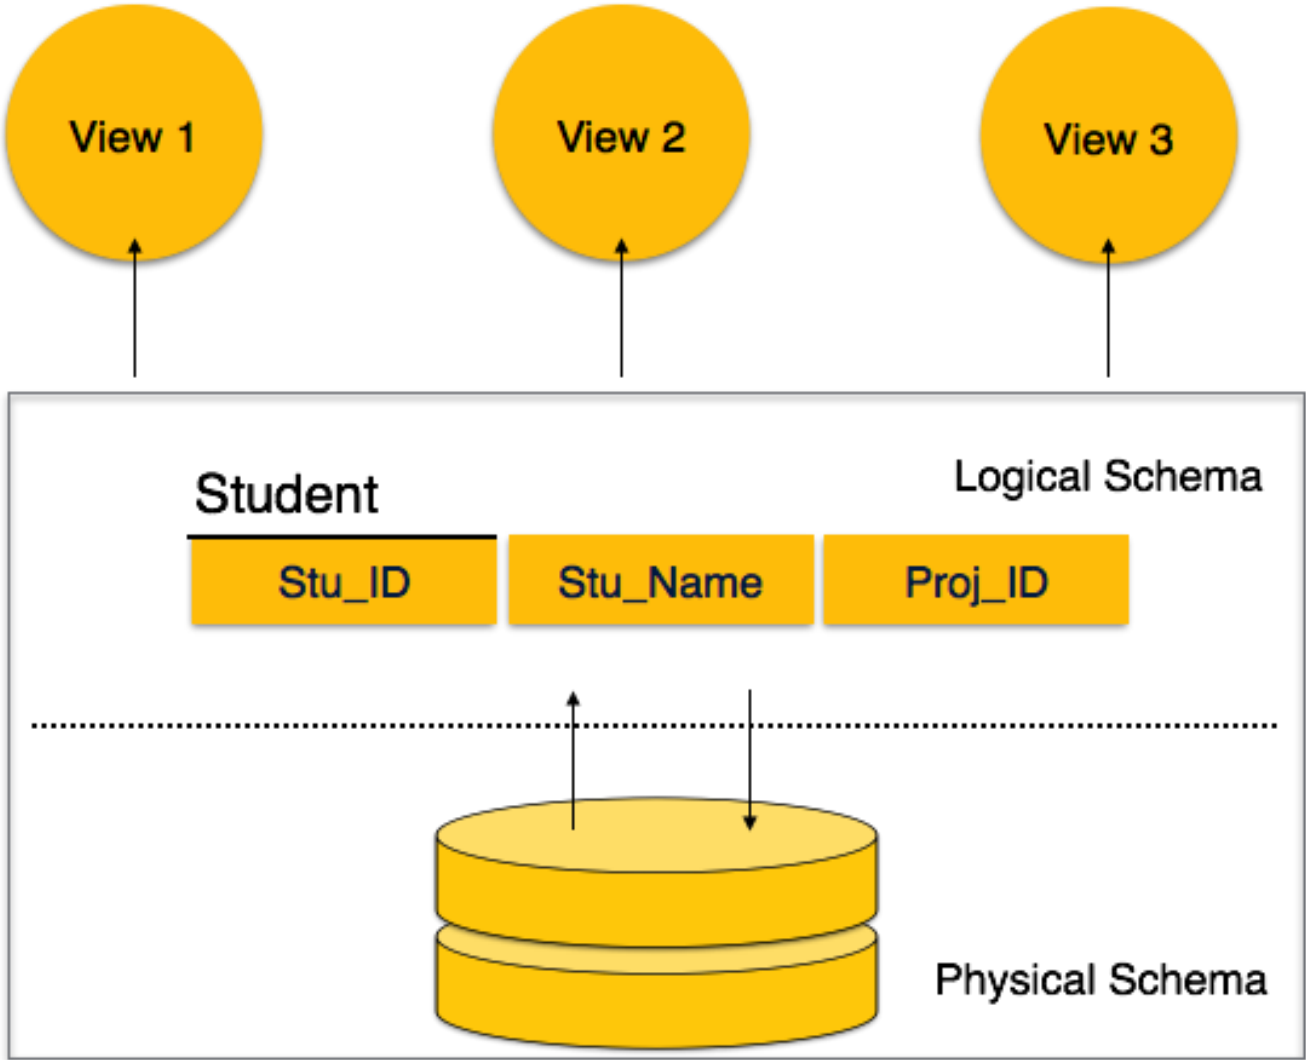 View 1
View 2
View 3
Logical Schema
Student
Stu_ID
Stu_Name
Proj_ID
Physical Schema